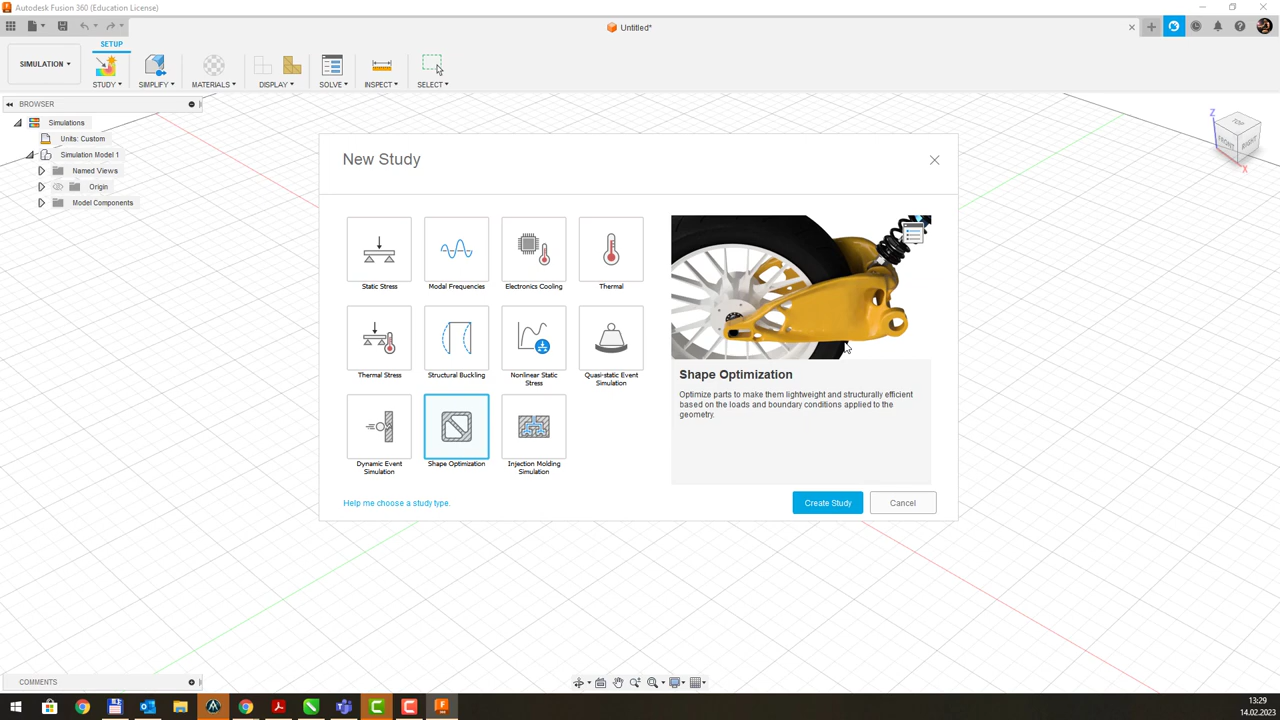 Autodesk Fusion 360 (Education License)
Untitled*
SETUP
SIMULATION
STUDY
SIMPLIFY
MATERIALS
DISPLAY
SOLVE
INSPECT
SELECT
BROWSER
Simulations
Units: Custom
Simulation Model 1
Named Views
Origin
Model Components
TOP
FRONT
RIGHT
Z
X
New Study
Static Stress
Modal Frequencies
Electronics Cooling
Thermal
Thermal Stress
Structural Buckling
Nonlinear Static
Stress
Quasi-static Event
Simulation
Dynamic Event
Simulation
Shape Optimization
Injection Molding
Simulation
Shape Optimization
Optimize parts to make them lightweight and structurally efficient
based on the loads and boundary conditions applied to the
geometry.
Help me choose a study type.
Create Study
Cancel
COMMENTS
13:29
14.02.2023